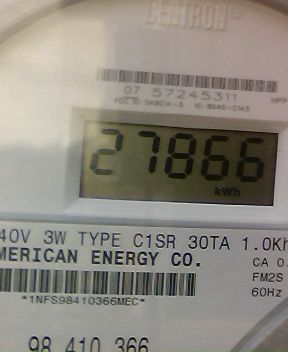 CENTRON®
07 57245311
HPP
27866
kWh
40V 3W TYPE C1SR 30TA 1.0Kh
MERICAN ENERGY CO.
CA 0.
FM2S
60Hz
*1NFS98410366MEC*
98 410 366